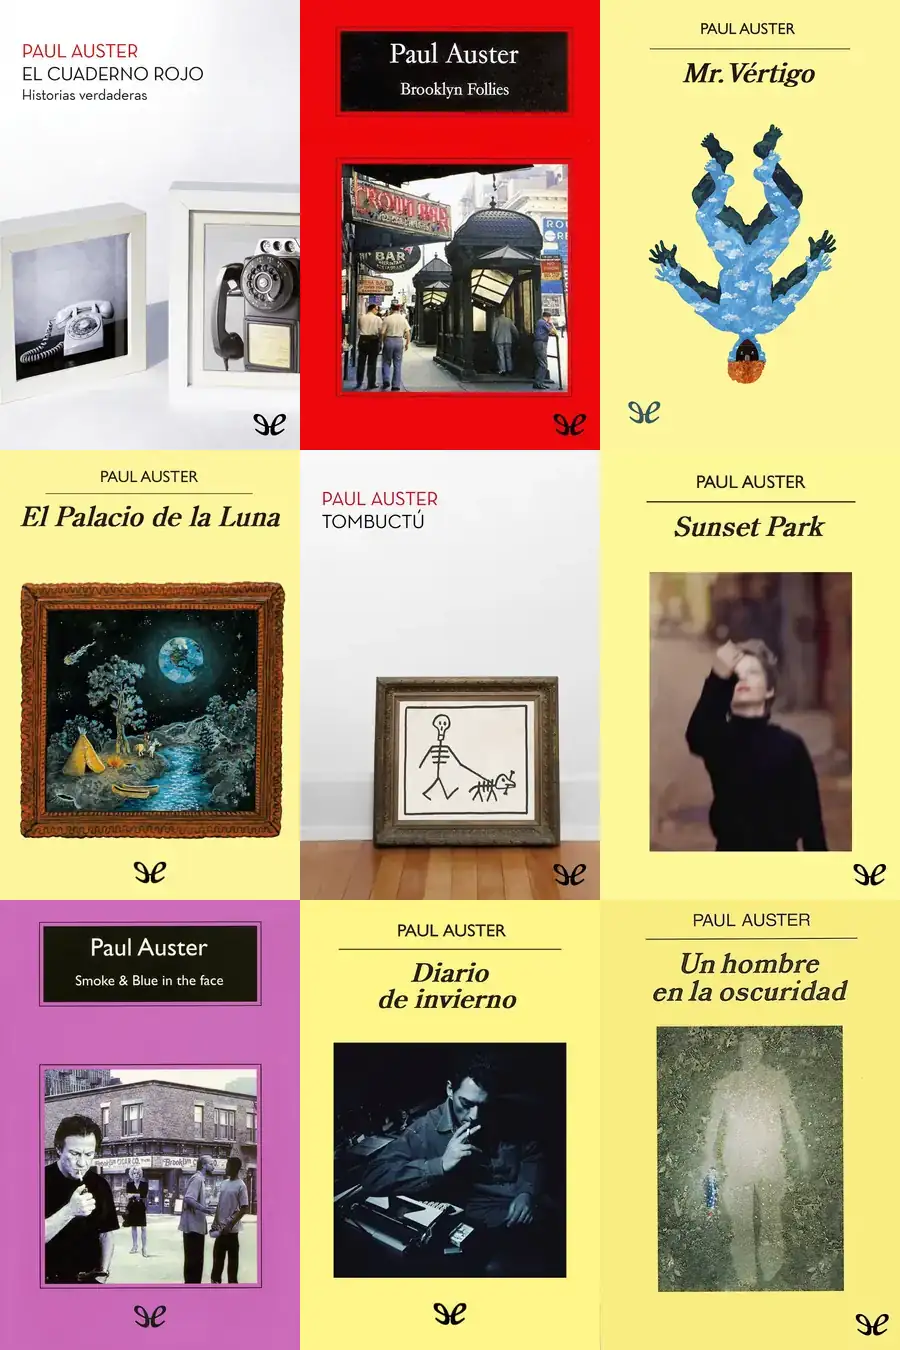 PAUL AUSTER
EL CUADERNO ROJO
Historias verdaderas
Paul Auster
Brooklyn Follies
BAR
PAUL AUSTER
Mr. Vértigo
PAUL AUSTER
El Palacio de la Luna
PAUL AUSTER
TOMBUCTÚ
PAUL AUSTER
Sunset Park
Paul Auster
Smoke & Blue in the face
PAUL AUSTER
Diario
de invierno
PAUL AUSTER
Un hombre
en la oscuridad